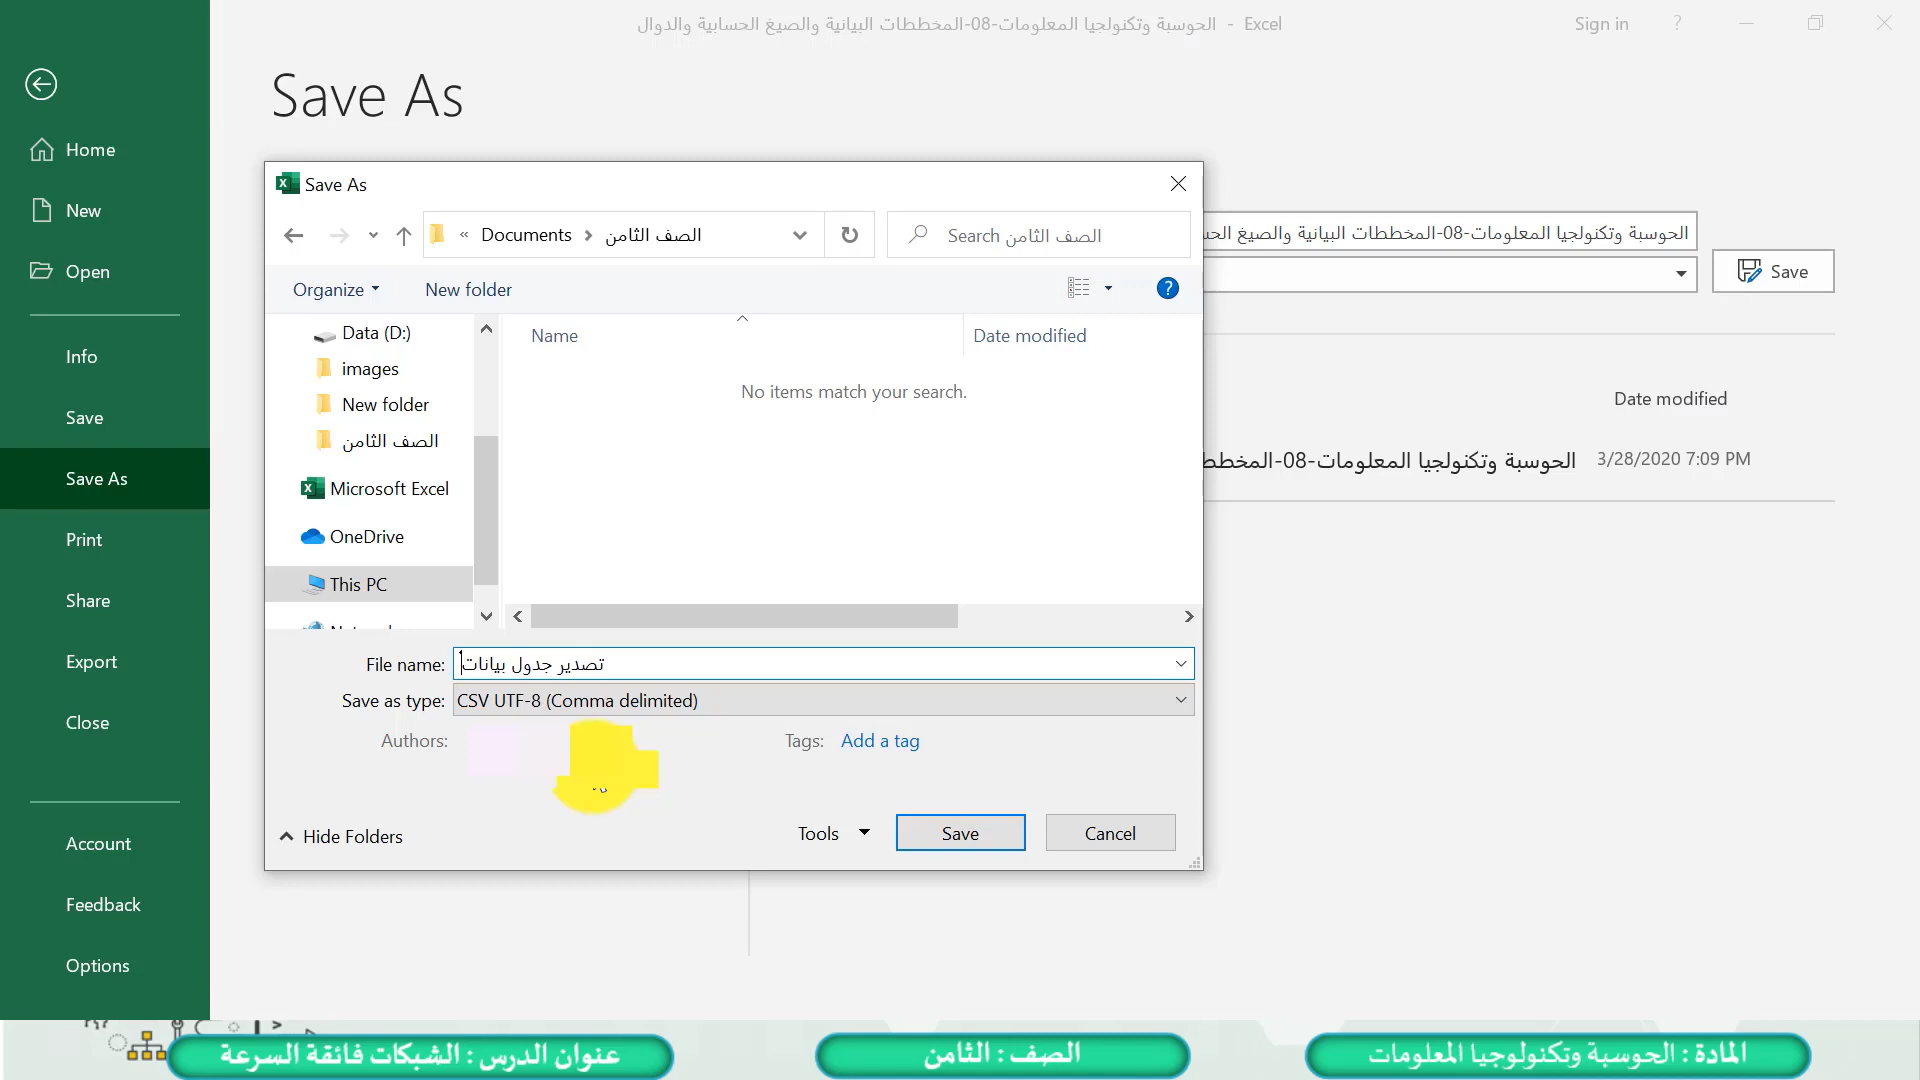 الحوسبة وتكنولجيا المعلومات-08-المخططات البيانية والصيغ الحسابية والدوال - Excel
Sign in
?
Save As
Home
New
Open
Info
Save
Save As
Print
Share
Export
Close
Account
Feedback
Options
Save As
« Documents › الصف الثامن
Search الصف الثامن
Organize
New folder
?
Data (D:)
images
New folder
الصف الثامن
Microsoft Excel
OneDrive
This PC
Name
Date modified
No items match your search.
File name: تصدير جدول بيانات
Save as type: CSV UTF-8 (Comma delimited)
Authors:
Tags: Add a tag
Hide Folders
Tools
Save
Cancel
الحوسبة وتكنولجيا المعلومات-08-المخططات البيانية والصيغ
Save
Date modified
الحوسبة وتكنولجيا المعلومات-08-
3/28/2020 7:09 PM
المادة : الحوسبة وتكنولوجيا المعلومات
الصف : الثامن
عنوان الدرس : الشبكات فائقة السرعة